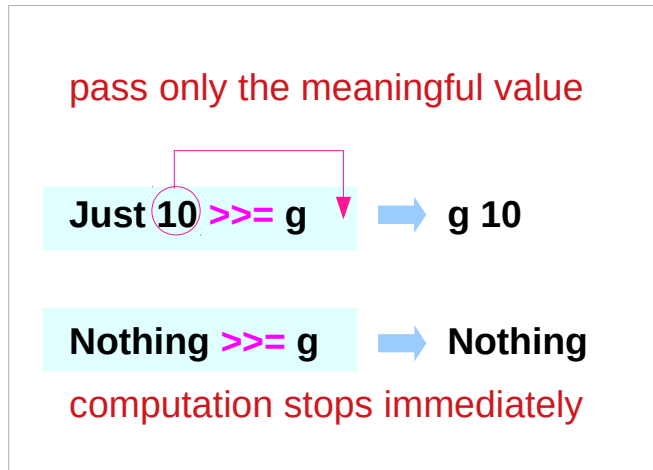 pass only the meaningful value
Just 10 >>= g g 10
Nothing >>= g Nothing
computation stops immediately